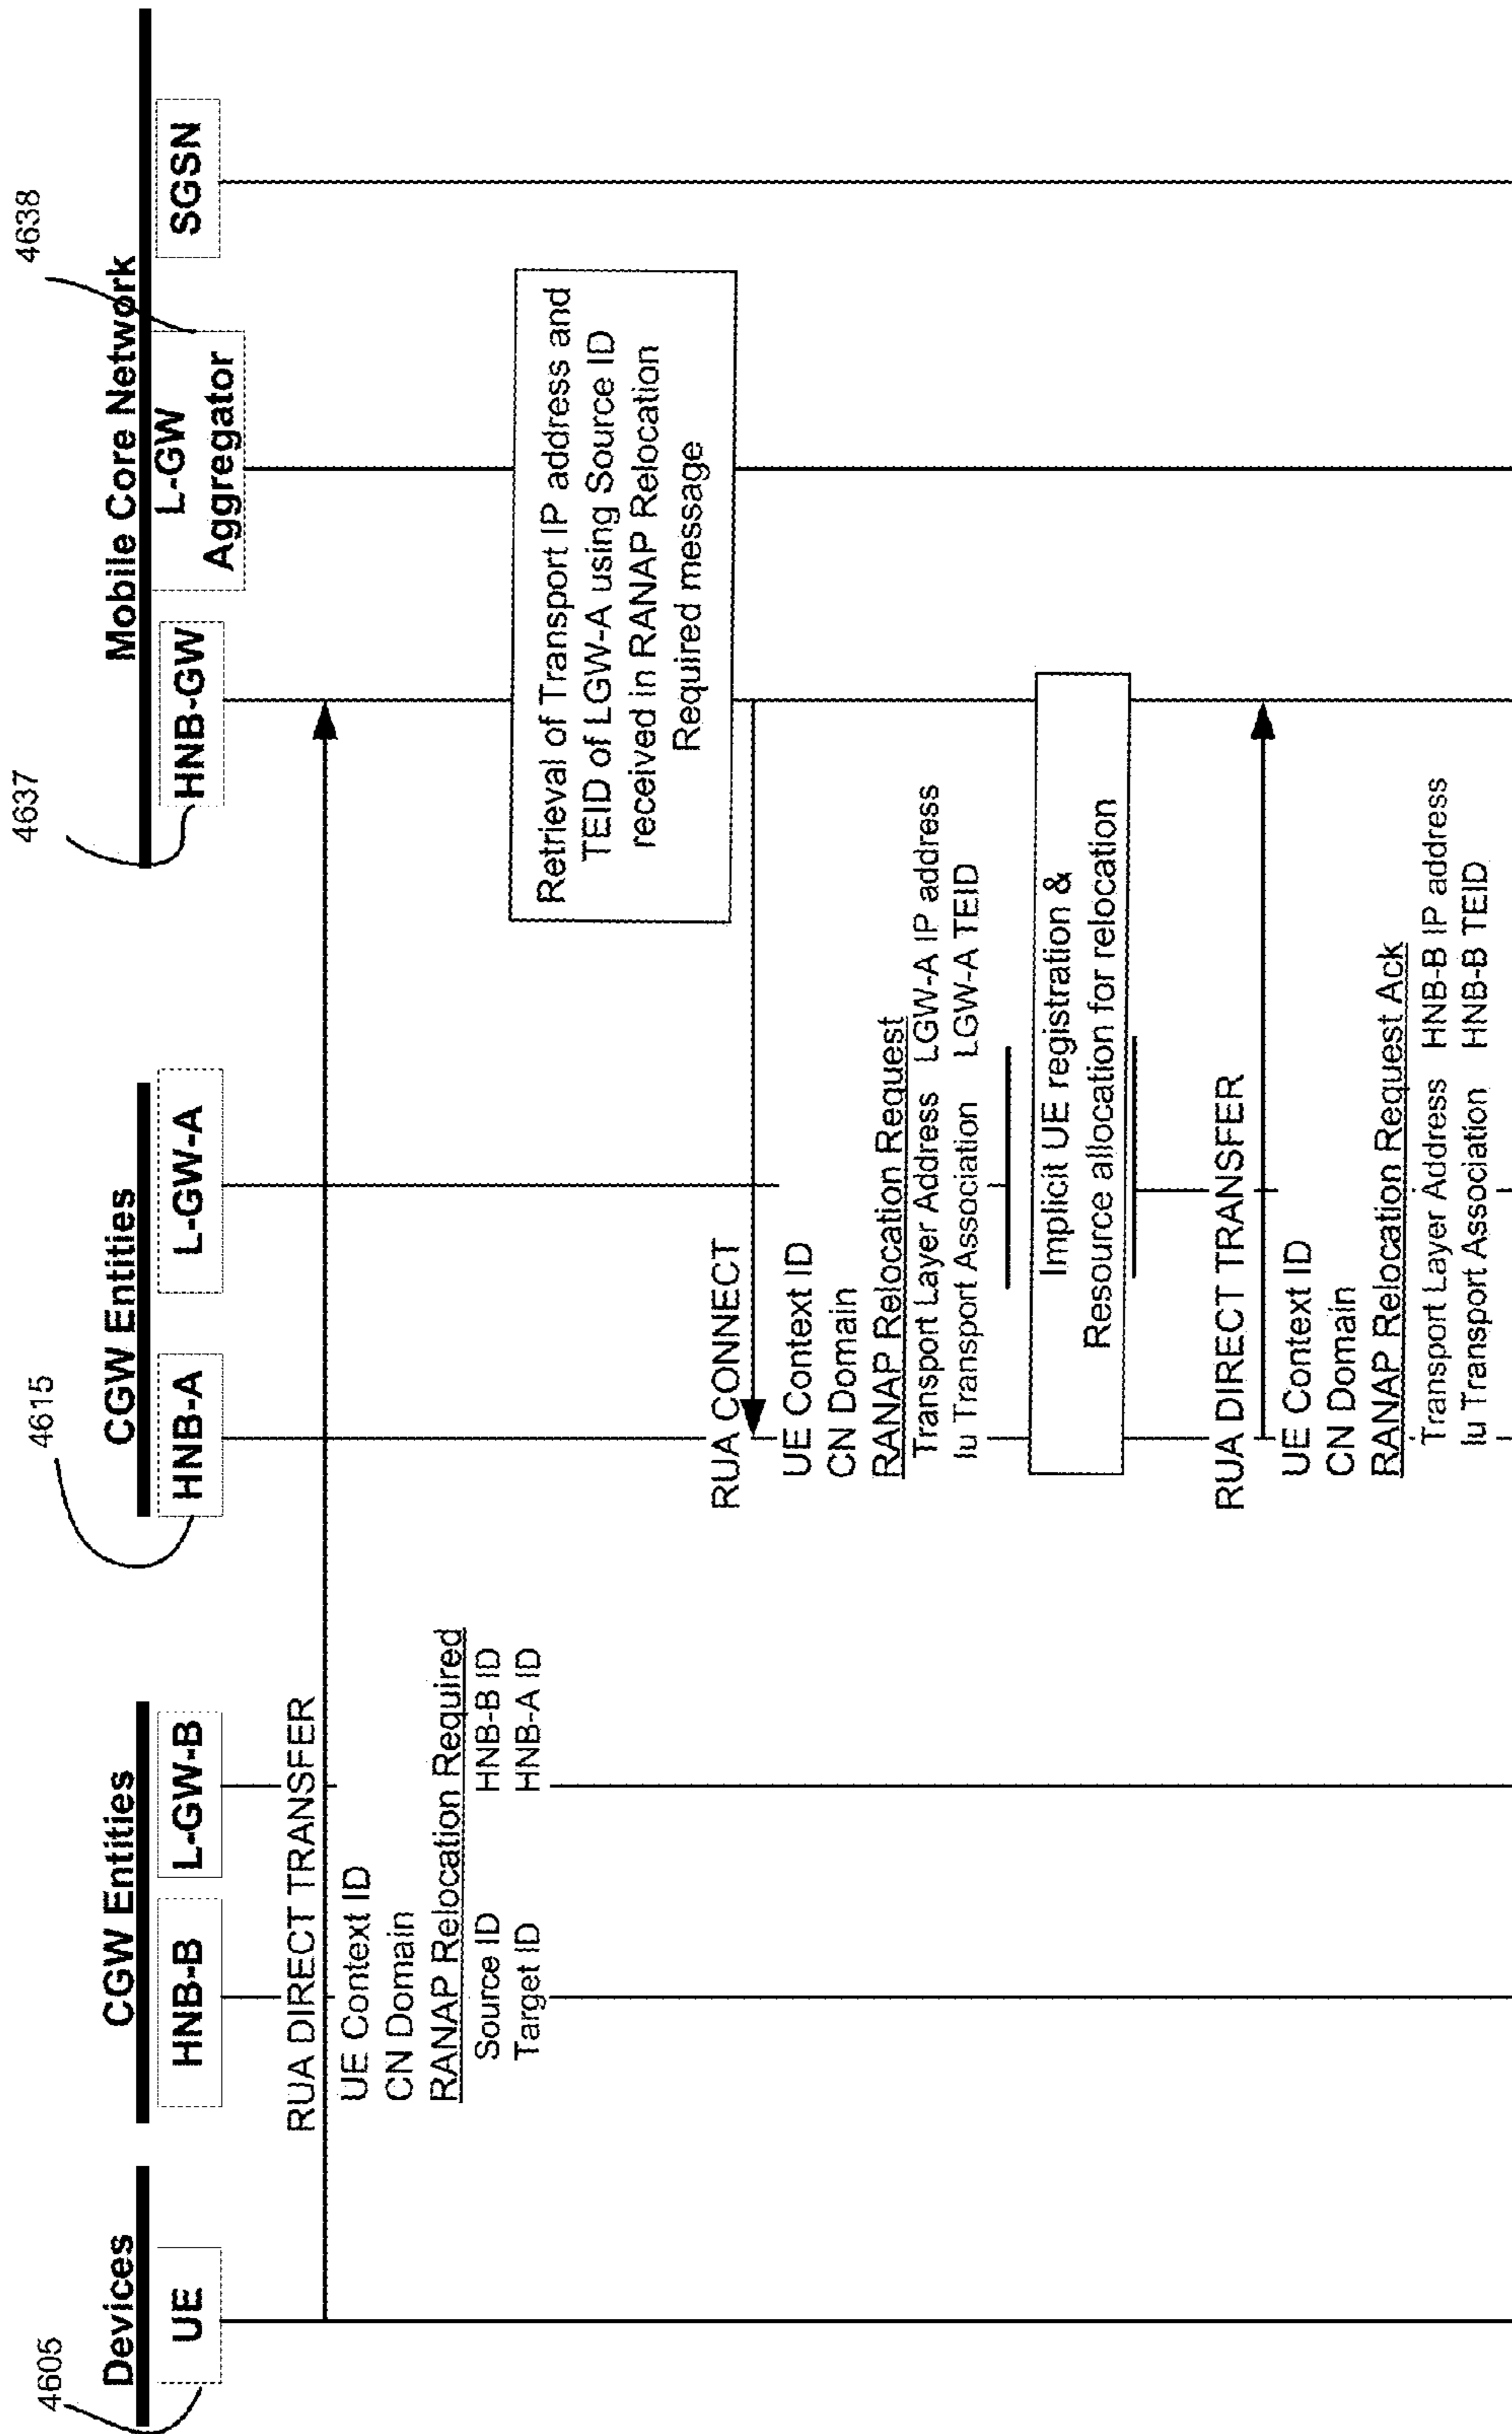 4605
4615
4637
4638
Devices
CGW Entities
CGW Entities
Mobile Core Network
UE
HNB-B
L-GW-B
HNB-A
L-GW-A
HNB-GW
L-GW
Aggregator
SGSN
RUA DIRECT TRANSFER
UE Context ID
CN Domain
RANAP Relocation Required
Source ID HNB-B ID
Target ID HNB-A ID
Retrieval of Transport IP address and
TEID of LGW-A using Source ID
received in RANAP Relocation
Required message
RUA CONNECT
UE Context ID
CN Domain
RANAP Relocation Request
Transport Layer Address LGW-A IP address
Iu Transport Association LGW-A TEID
Implicit UE registration &
Resource allocation for relocation
RUA DIRECT TRANSFER
UE Context ID
CN Domain
RANAP Relocation Request Ack
Transport Layer Address HNB-B IP address
Iu Transport Association HNB-B TEID